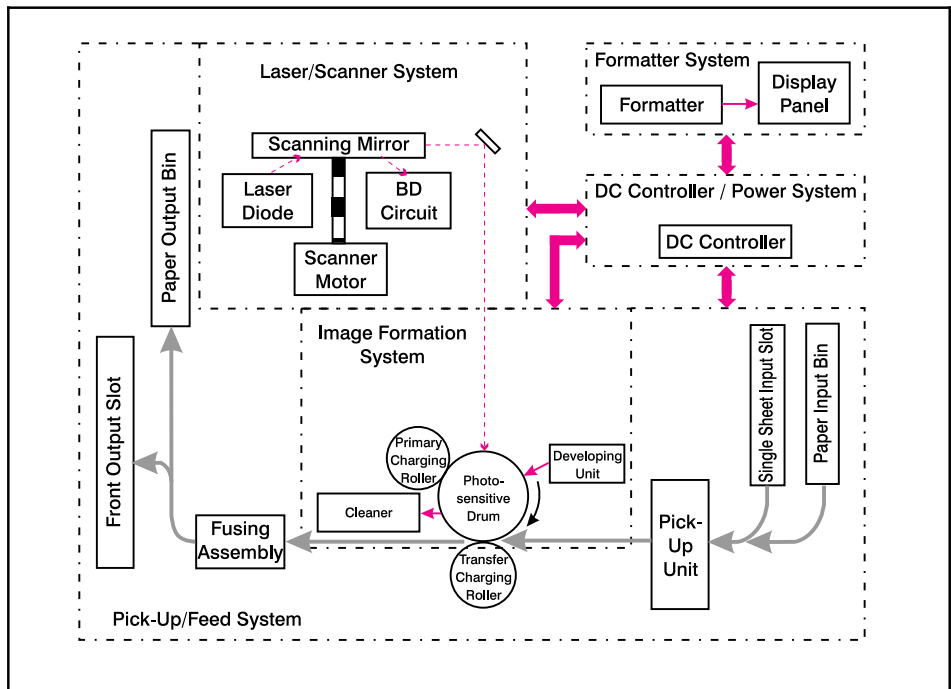 Laser/Scanner System
Scanning Mirror
Laser
Diode
BD
Circuit
Scanner
Motor
Formatter System
Formatter
Display
Panel
DC Controller / Power System
DC Controller
Paper Output Bin
Front Output Slot
Image Formation
System
Primary
Charging
Roller
Photo-
sensitive
Drum
Developing
Unit
Cleaner
Transfer
Charging
Roller
Fusing
Assembly
Pick-
Up
Unit
Single Sheet Input Slot
Paper Input Bin
Pick-Up/Feed System